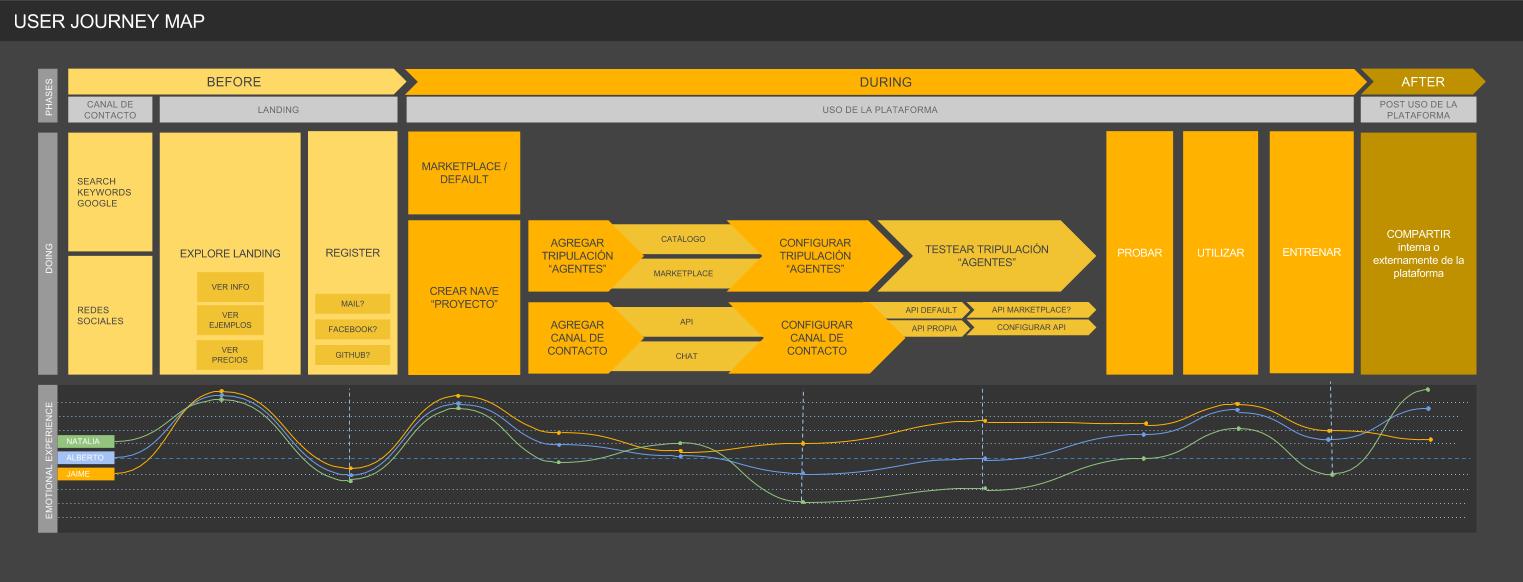 USER JOURNEY MAP
PHASES
BEFORE
DURING
AFTER
CANAL DE
CONTACTO
LANDING
USO DE LA PLATAFORMA
POST USO DE LA
PLATAFORMA
DOING
SEARCH
KEYWORDS
GOOGLE
REDES
SOCIALES
EXPLORE LANDING
VER INFO
VER
EJEMPLOS
VER
PRECIOS
REGISTER
MAIL?
FACEBOOK?
GITHUB?
MARKETPLACE /
DEFAULT
CREAR NAVE
“PROYECTO”
AGREGAR
TRIPULACIÓN
“AGENTES”
CATÁLOGO
MARKETPLACE
CONFIGURAR
TRIPULACIÓN
“AGENTES”
TESTEAR TRIPULACIÓN
“AGENTES”
AGREGAR
CANAL DE
CONTACTO
API
CHAT
CONFIGURAR
CANAL DE
CONTACTO
API DEFAULT
API MARKETPLACE?
API PROPIA
CONFIGURAR API
PROBAR
UTILIZAR
ENTRENAR
COMPARTIR
interna o
externamente de la
plataforma
EMOTIONAL EXPERIENCE
NATALIA
ALBERTO
JAIME